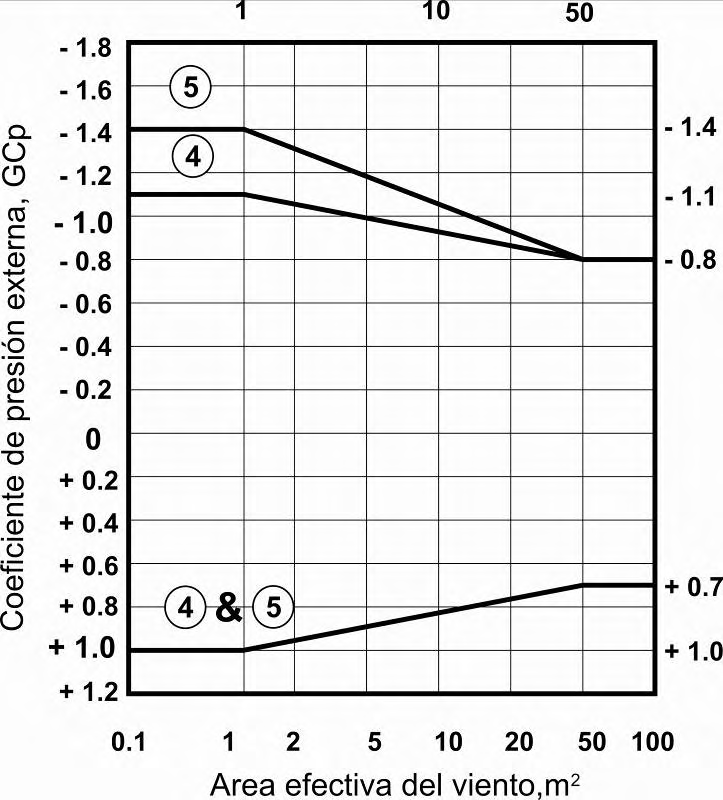 1 10 50
- 1.8
- 1.6
5
- 1.4 - 1.4
4
- 1.2
- 1.1
- 1.0
- 0.8 - 0.8
- 0.6
- 0.4
- 0.2
0
+ 0.2
+ 0.4
+ 0.6
+ 0.7
+ 0.8 4 & 5
+ 1.0 + 1.0
+ 1.2
0.1 1 2 5 10 20 50 100
Coeficiente de presión externa, GCp
Area efectiva del viento,m²